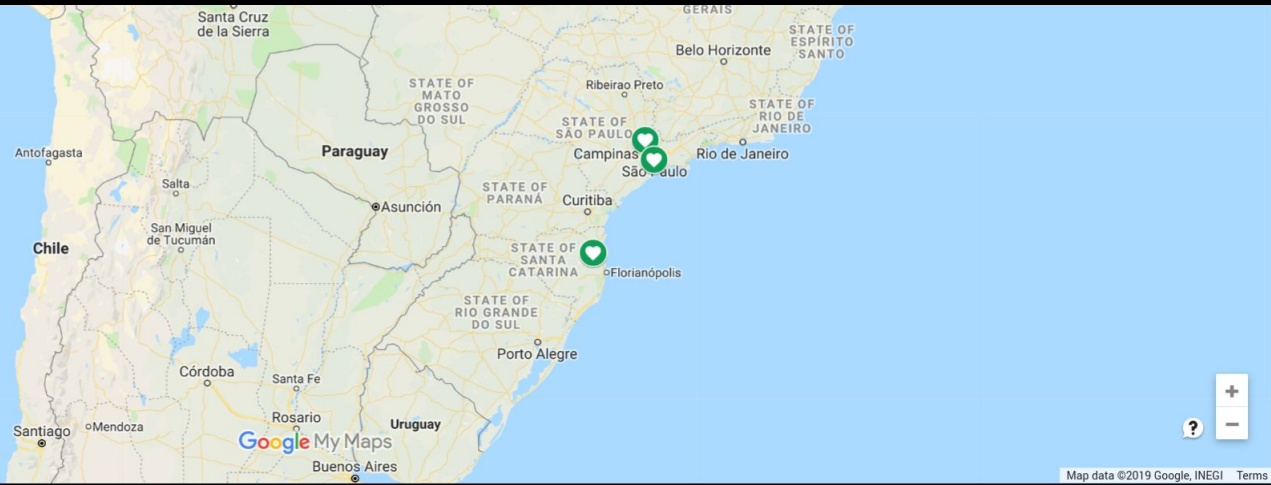 GERAIS
Santa Cruz
de la Sierra
STATE OF
ESPÍRITO
SANTO
Belo Horizonte
STATE OF
MATO
GROSSO
DO SUL
Ribeirao Preto
STATE OF
RIO DE
JANEIRO
STATE OF
SÃO PAULO
Antofagasta
Paraguay
Campinas
Rio de Janeiro
São Paulo
Salta
STATE OF
PARANÁ
Curitiba
Asunción
San Miguel
de Tucumán
Chile
STATE OF
SANTA
CATARINA
Florianópolis
STATE OF
RIO GRANDE
DO SUL
Porto Alegre
Córdoba
Santa Fe
Rosario
Uruguay
Santiago
Mendoza
Google My Maps
Buenos Aires
+
?
−
Map data ©2019 Google, INEGI Terms